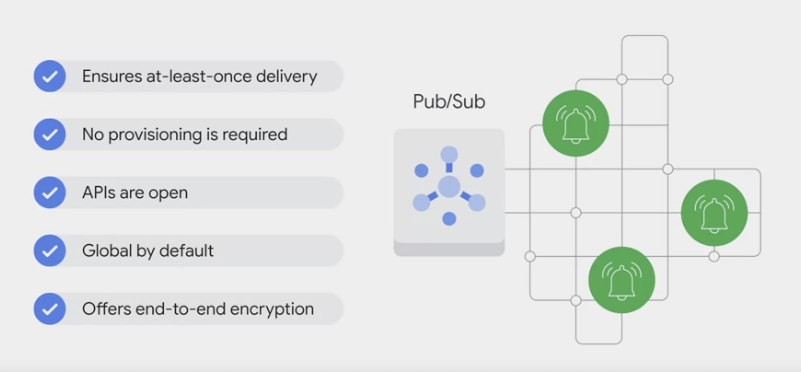 Ensures at-least-once delivery
No provisioning is required
APIs are open
Global by default
Offers end-to-end encryption
Pub/Sub